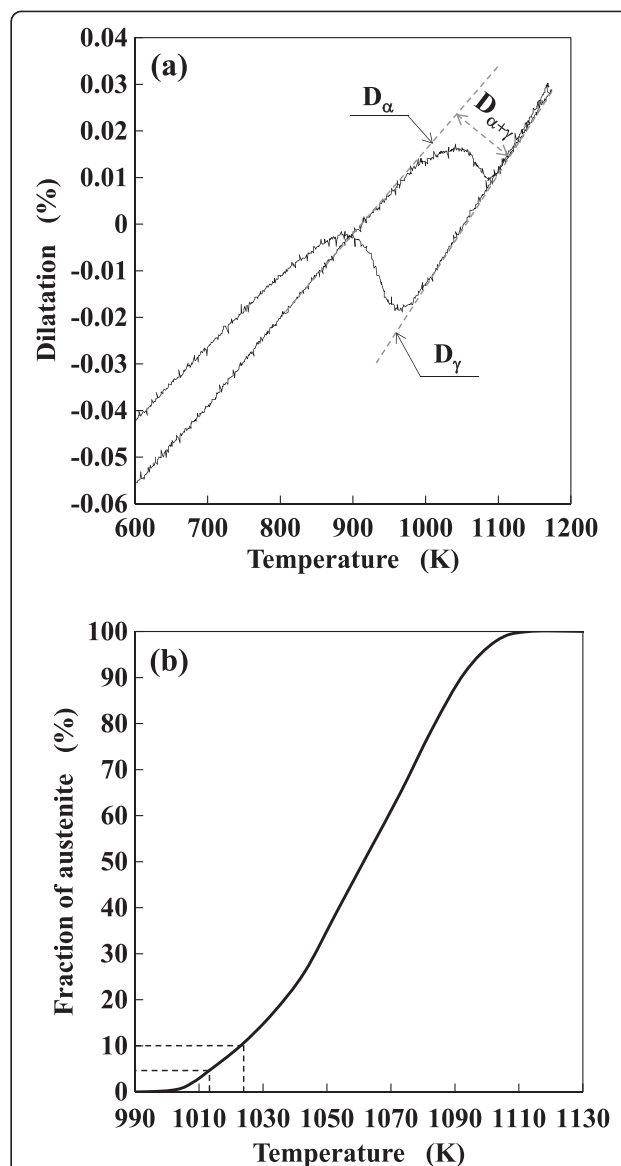 (a)
0.04
0.03
0.02
0.01
0
-0.01
-0.02
-0.03
-0.04
-0.05
-0.06
Dilatation (%)
Dα
Dα+γ
Dγ
600 700 800 900 1000 1100 1200
Temperature (K)
(b)
100
90
80
70
60
50
40
30
20
10
0
Fraction of austenite (%)
990 1010 1030 1050 1070 1090 1110 1130
Temperature (K)